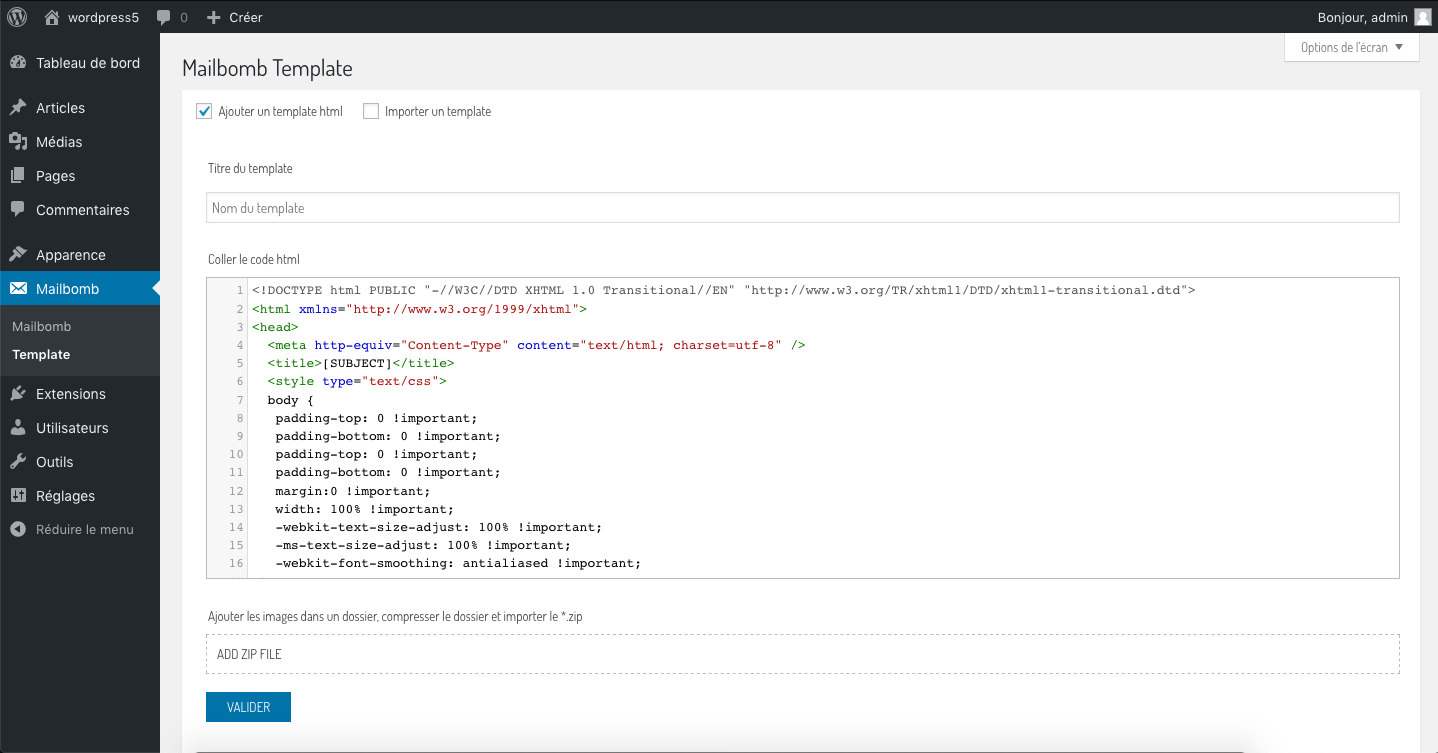 wordpress5 0 Créer Bonjour, admin
Options de l'écran
Tableau de bord
Articles
Médias
Pages
Commentaires
Apparence
Mailbomb
Mailbomb
Template
Extensions
Utilisateurs
Outils
Réglages
Réduire le menu
Mailbomb Template
Ajouter un template html Importer un template
Titre du template
Nom du template
Coller le code html
1 <!DOCTYPE html PUBLIC "-//W3C//DTD XHTML 1.0 Transitional//EN" "http://www.w3.org/TR/xhtml1/DTD/xhtml1-transitional.dtd">
2 <html xmlns="http://www.w3.org/1999/xhtml">
3 <head>
4 <meta http-equiv="Content-Type" content="text/html; charset=utf-8" />
5 <title>[SUBJECT]</title>
6 <style type="text/css">
7 body {
8 padding-top: 0 !important;
9 padding-bottom: 0 !important;
10 padding-top: 0 !important;
11 padding-bottom: 0 !important;
12 margin:0 !important;
13 width: 100% !important;
14 -webkit-text-size-adjust: 100% !important;
15 -ms-text-size-adjust: 100% !important;
16 -webkit-font-smoothing: antialiased !important;
Ajouter les images dans un dossier, compresser le dossier et importer le *.zip
ADD ZIP FILE
VALIDER